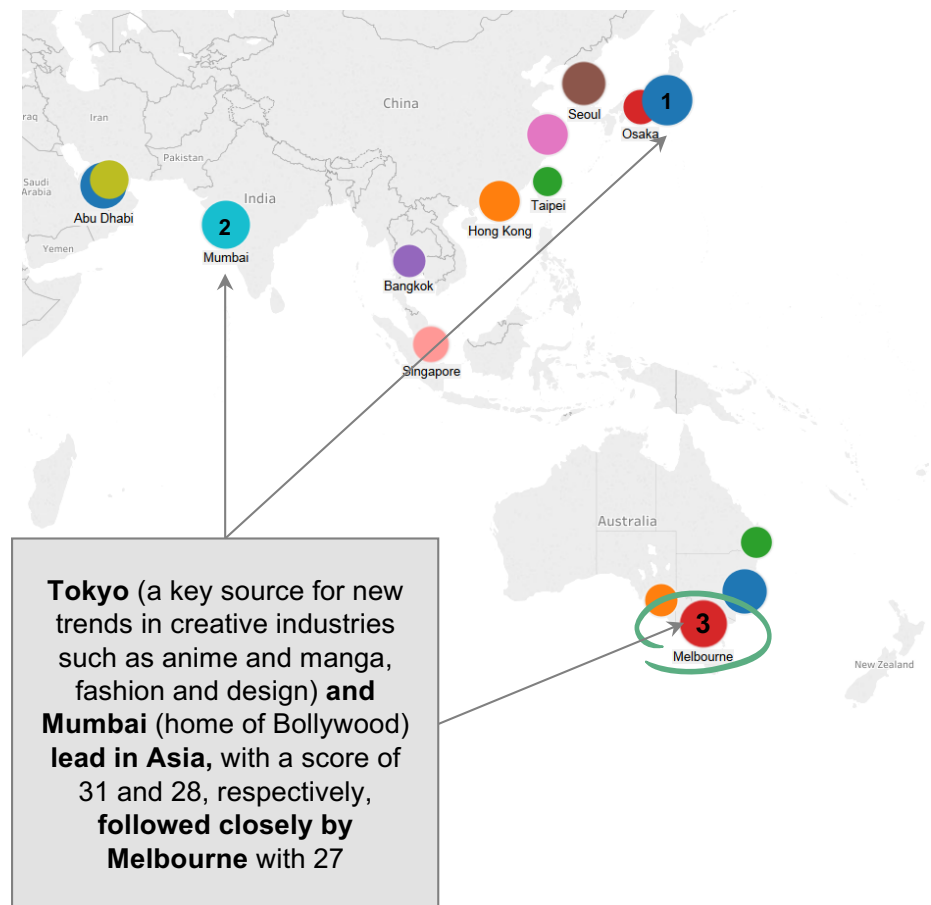 China
Seoul
1
Osaka
raq
Iran
Pakistan
Saudi
Arabia
India
Abu Dhabi
Taipei
Hong Kong
2
Mumbai
Yemen
Bangkok
Singapore
Australia
3
Melbourne
New Zealand
Tokyo (a key source for new
trends in creative industries
such as anime and manga,
fashion and design) and
Mumbai (home of Bollywood)
lead in Asia, with a score of
31 and 28, respectively,
followed closely by
Melbourne with 27